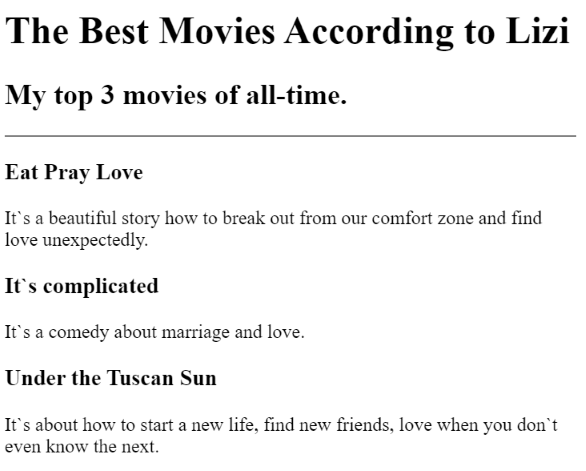 The Best Movies According to Lizi
My top 3 movies of all-time.
Eat Pray Love
It`s a beautiful story how to break out from our comfort zone and find
love unexpectedly.
It`s complicated
It`s a comedy about marriage and love.
Under the Tuscan Sun
It`s about how to start a new life, find new friends, love when you don`t
even know the next.